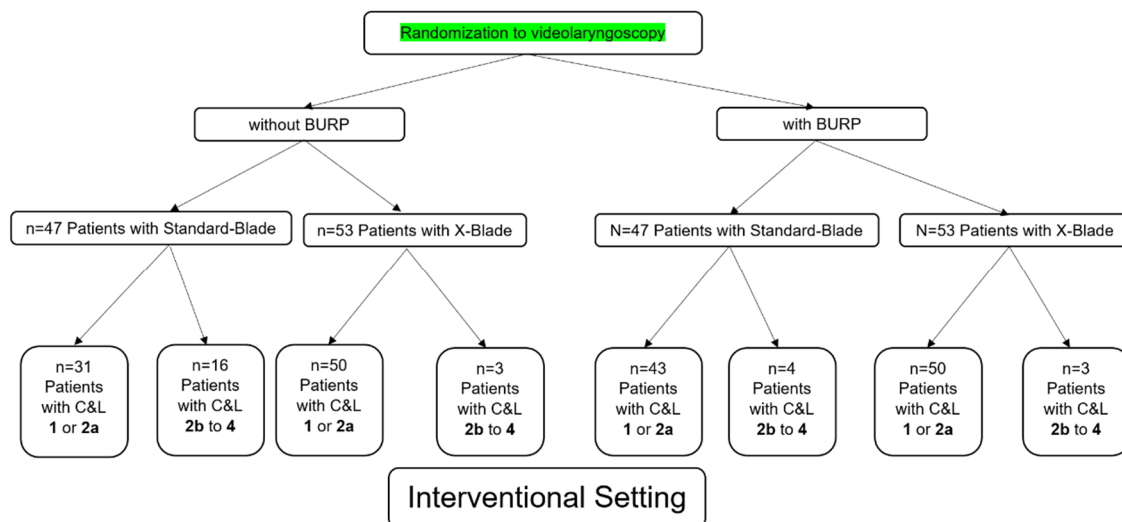 Randomization to videolaryngoscopy
without BURP
with BURP
n=47 Patients with Standard-Blade
n=53 Patients with X-Blade
N=47 Patients with Standard-Blade
N=53 Patients with X-Blade
n=31
Patients
with C&L
1 or 2a
n=16
Patients
with C&L
2b to 4
n=50
Patients
with C&L
1 or 2a
n=3
Patients
with C&L
2b to 4
n=43
Patients
with C&L
1 or 2a
n=4
Patients
with C&L
2b to 4
n=50
Patients
with C&L
1 or 2a
n=3
Patients
with C&L
2b to 4
Interventional Setting